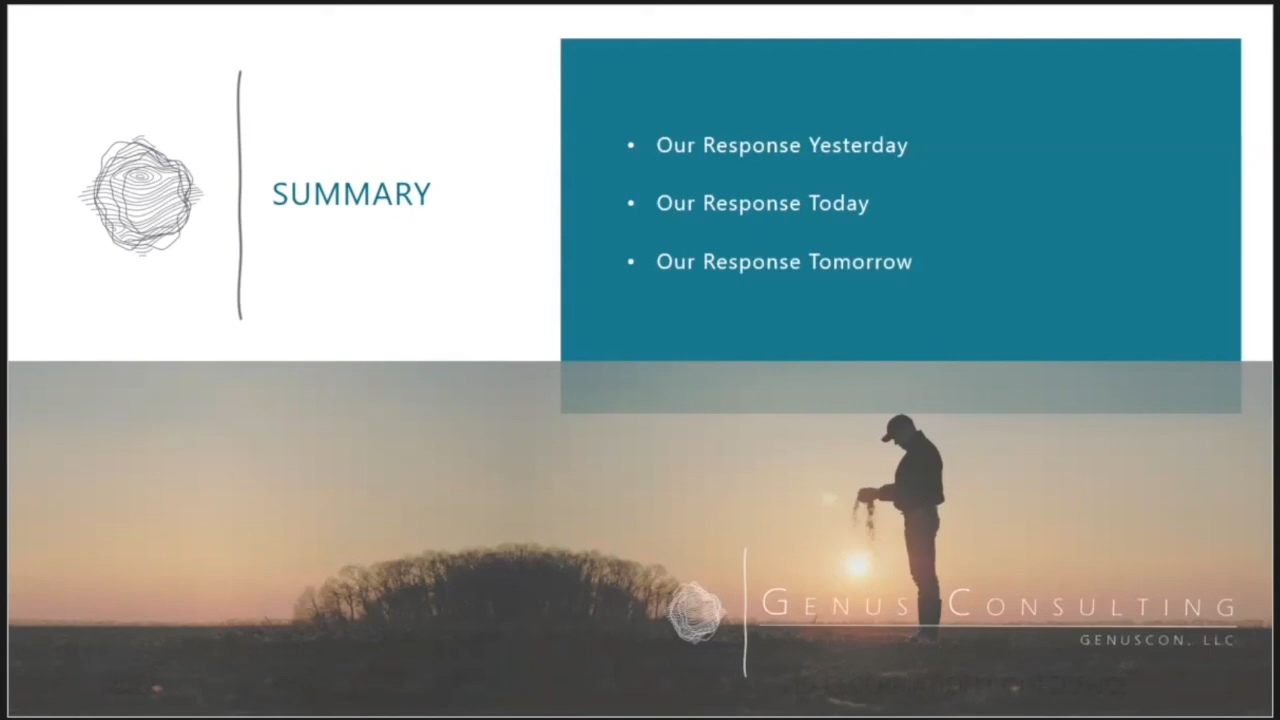 SUMMARY
• Our Response Yesterday
• Our Response Today
• Our Response Tomorrow
GENUS CONSULTING
GENUSCON, LLC